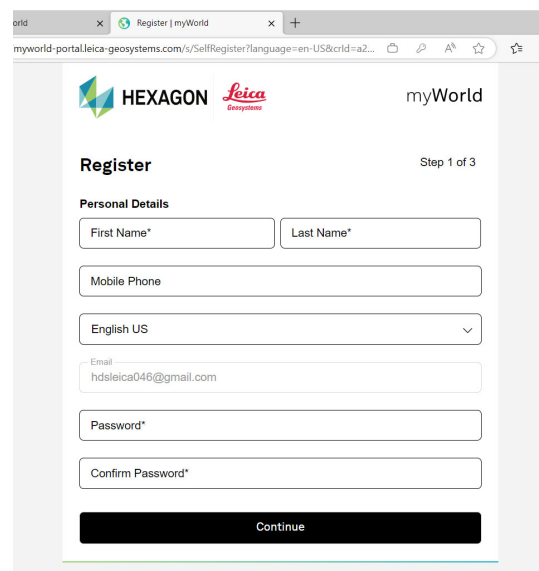 orld
Register | myWorld
myworld-portal.leica-geosystems.com/s/SelfRegister?language=en-US&crId=a2...
HEXAGON
Leica
Geosystems
myWorld
Register
Step 1 of 3
Personal Details
First Name*
Last Name*
Mobile Phone
English US
Email
hdsleica046@gmail.com
Password*
Confirm Password*
Continue